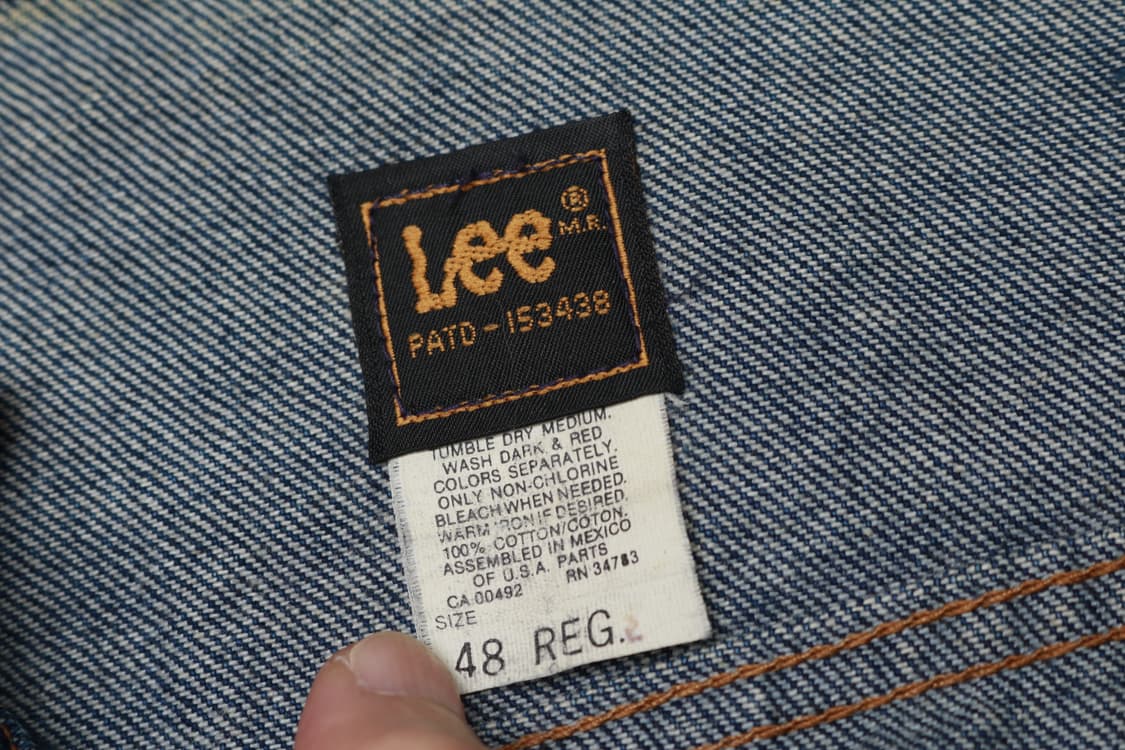 Lee ®
M.R.
PATD-153438
TUMBLE DRY MEDIUM.
WASH DARK & RED
COLORS SEPARATELY.
ONLY NON-CHLORINE
BLEACH WHEN NEEDED.
WARM IRON IF DESIRED.
100% COTTON/COTON.
ASSEMBLED IN MEXICO
OF U.S.A. PARTS
CA 00492 RN 34783
SIZE
48 REG.